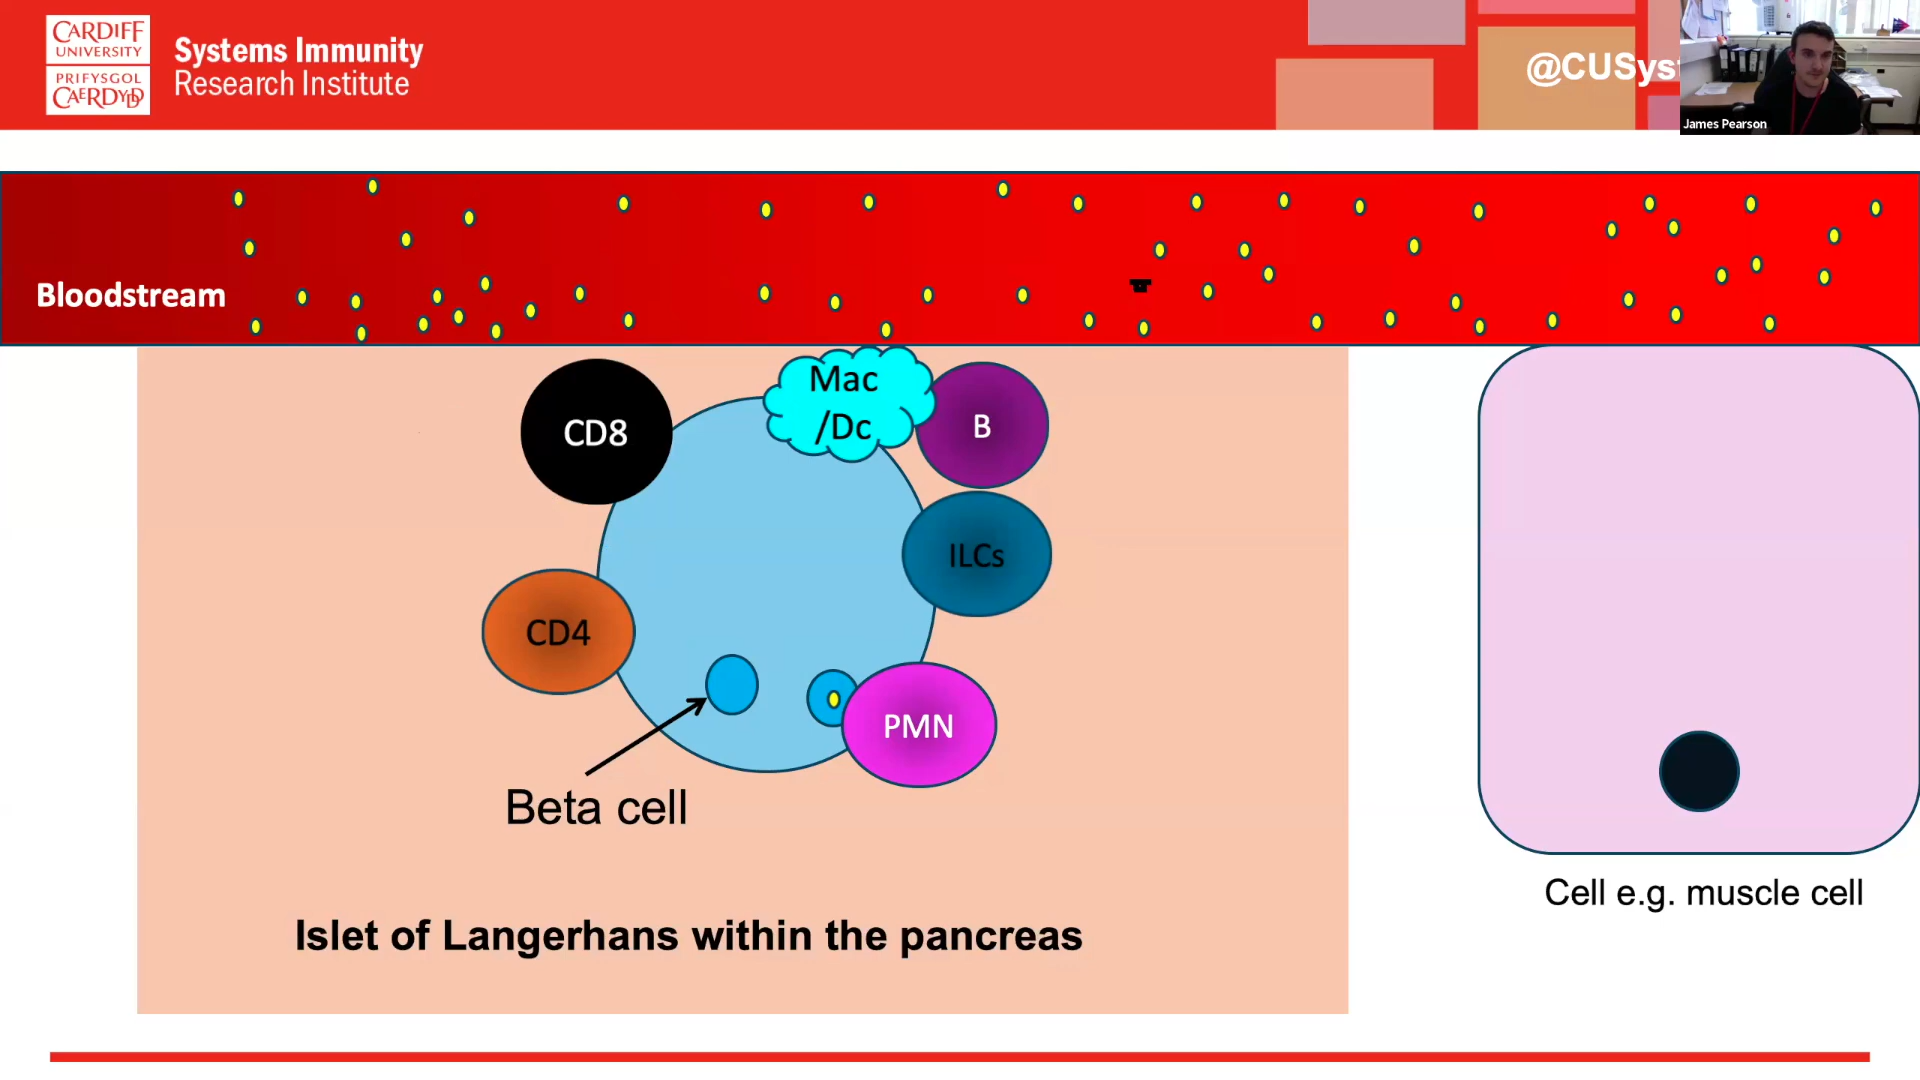 CARDIFF
UNIVERSITY
PRIFYSGOL
CAERDYDD
Systems Immunity
Research Institute
@CUSyst
James Pearson
Bloodstream
CD8
Mac
/Dc
B
ILCs
CD4
PMN
Beta cell
Islet of Langerhans within the pancreas
Cell e.g. muscle cell